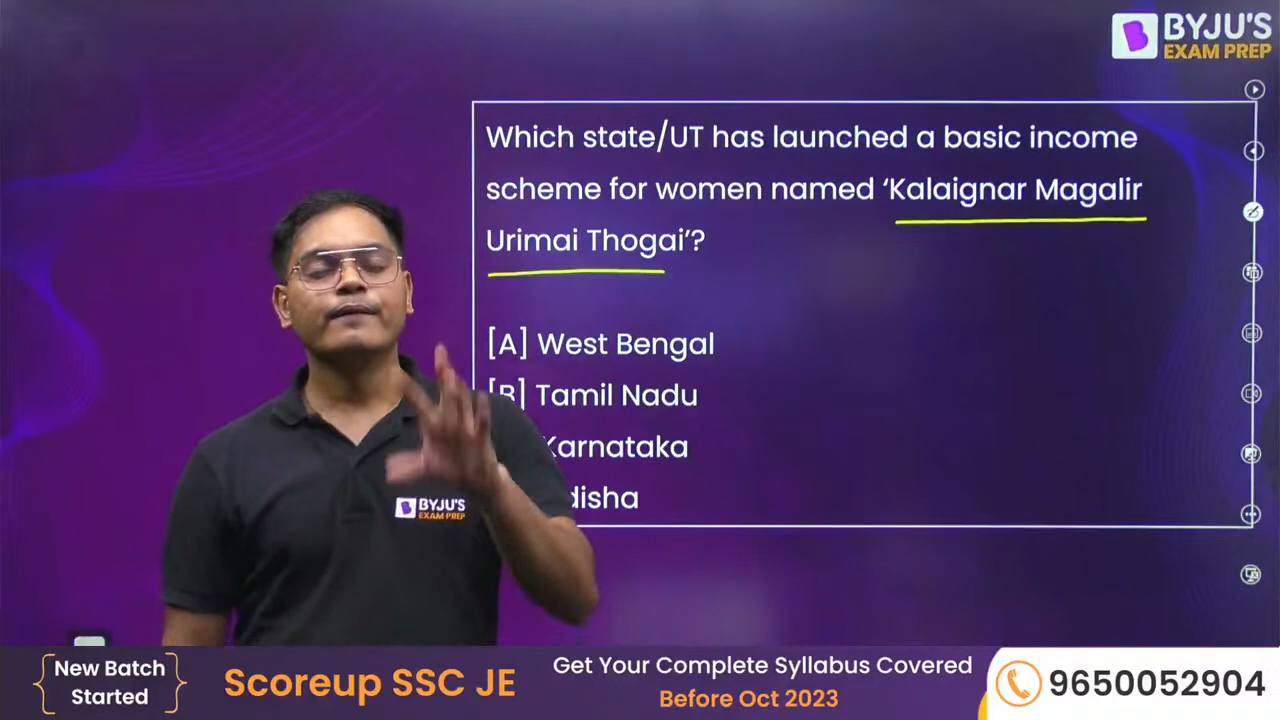 BYJU'S
EXAM PREP
Which state/UT has launched a basic income
scheme for women named ‘Kalaignar Magalir
Urimai Thogai’?
[A] West Bengal
[B] Tamil Nadu
Karnataka
disha
BYJU'S
EXAM PREP
New Batch
Started
Scoreup SSC JE
Get Your Complete Syllabus Covered
Before Oct 2023
9650052904